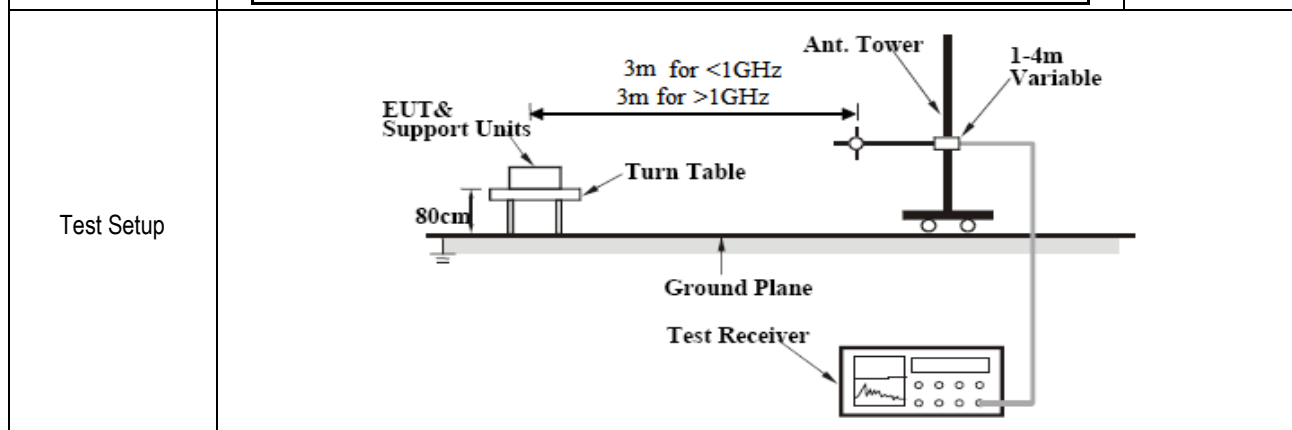 Test Setup
Ant. Tower
1-4m
Variable
3m for <1GHz
3m for >1GHz
EUT&
Support Units
Turn Table
80cm
Ground Plane
Test Receiver